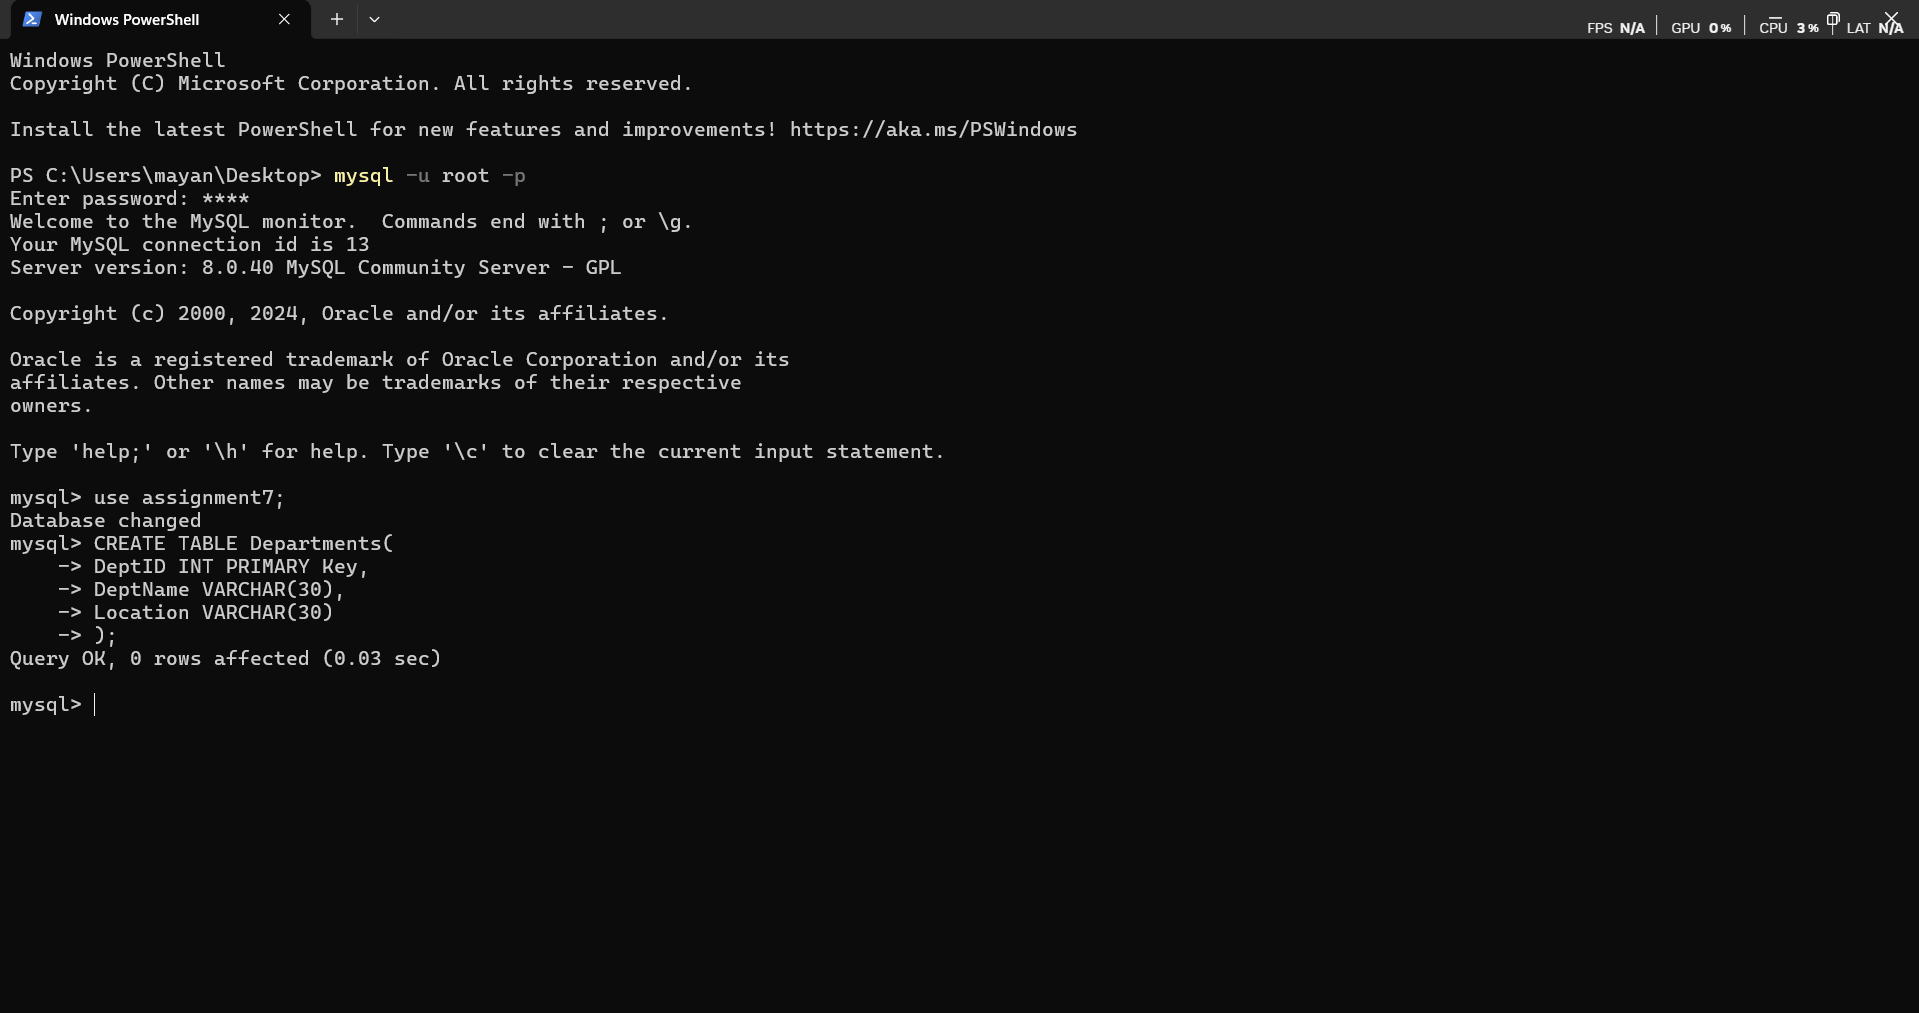 Windows PowerShell
FPS N/A | GPU 0% | CPU 3% | LAT N/A
Windows PowerShell
Copyright (C) Microsoft Corporation. All rights reserved.
Install the latest PowerShell for new features and improvements! https://aka.ms/PSWindows
PS C:\Users\mayan\Desktop> mysql -u root -p
Enter password: ****
Welcome to the MySQL monitor.  Commands end with ; or \g.
Your MySQL connection id is 13
Server version: 8.0.40 MySQL Community Server - GPL
Copyright (c) 2000, 2024, Oracle and/or its affiliates.
Oracle is a registered trademark of Oracle Corporation and/or its
affiliates. Other names may be trademarks of their respective
owners.
Type 'help;' or '\h' for help. Type '\c' to clear the current input statement.
mysql> use assignment7;
Database changed
mysql> CREATE TABLE Departments(
    -> DeptID INT PRIMARY Key,
    -> DeptName VARCHAR(30),
    -> Location VARCHAR(30)
    -> );
Query OK, 0 rows affected (0.03 sec)
mysql>